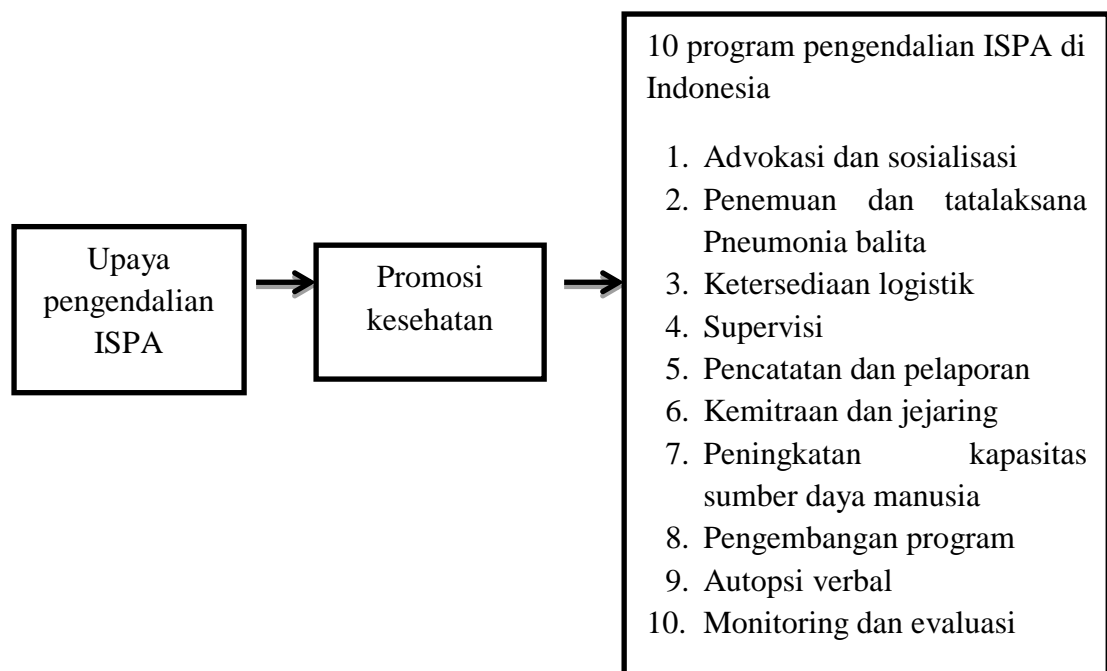 Upaya
pengendalian
ISPA
Promosi
kesehatan
10 program pengendalian ISPA di
Indonesia
1. Advokasi dan sosialisasi
2. Penemuan dan tatalaksana
Pneumonia balita
3. Ketersediaan logistik
4. Supervisi
5. Pencatatan dan pelaporan
6. Kemitraan dan jejaring
7. Peningkatan kapasitas
sumber daya manusia
8. Pengembangan program
9. Autopsi verbal
10. Monitoring dan evaluasi